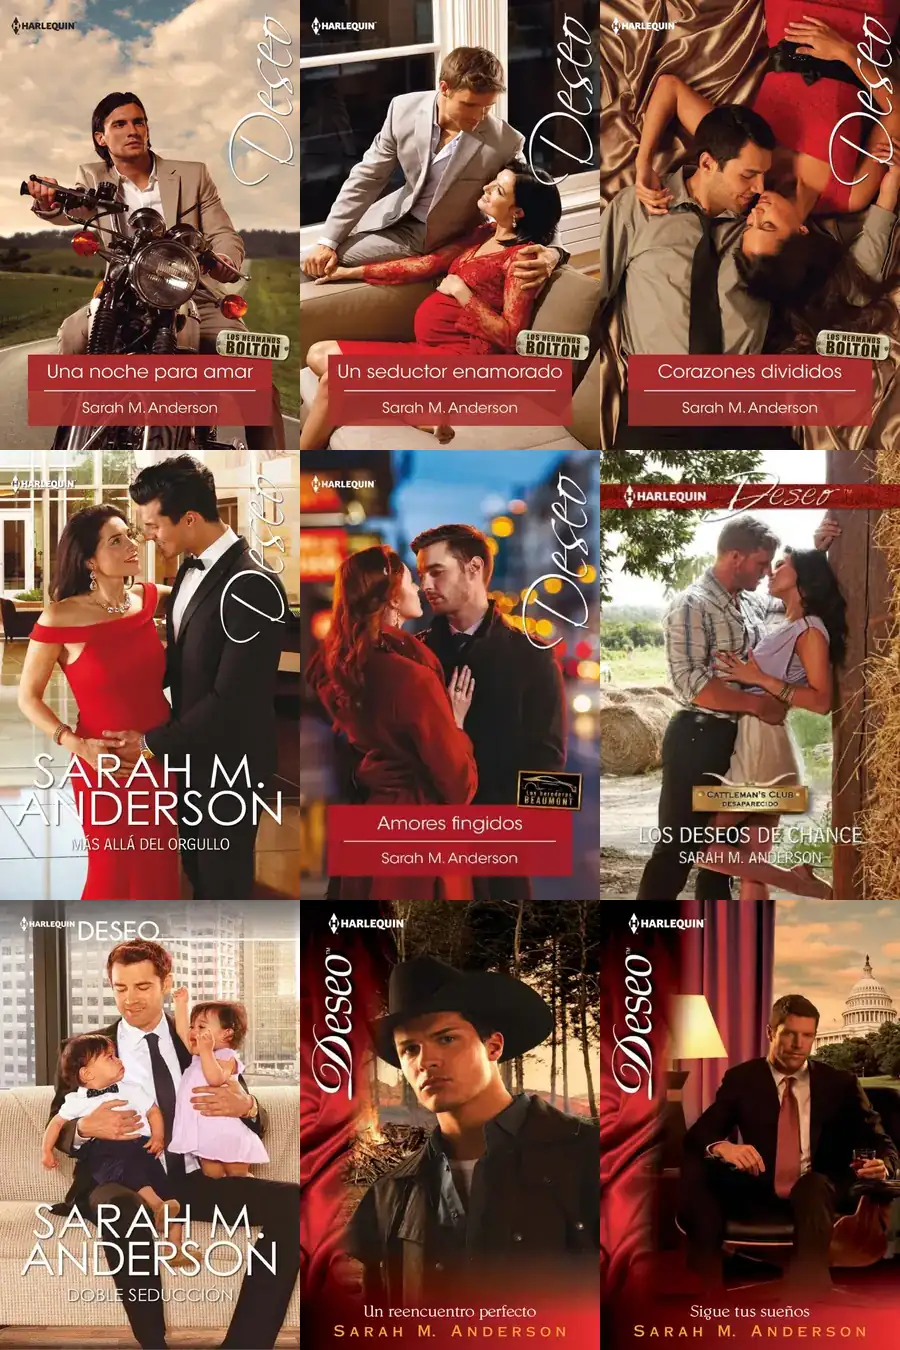 HARLEQUIN
Deseo
LOS HERMANOS
BOLTON
Una noche para amar
Sarah M. Anderson
HARLEQUIN
Deseo
LOS HERMANOS
BOLTON
Un seductor enamorado
Sarah M. Anderson
HARLEQUIN
Deseo
LOS HERMANOS
BOLTON
Corazones divididos
Sarah M. Anderson
HARLEQUIN
Deseo
SARAH M.
ANDERSON
MÁS ALLÁ DEL ORGULLO
HARLEQUIN
Deseo
Los herederos
BEAUMONT
Amores fingidos
Sarah M. Anderson
HARLEQUIN Deseo
CATTLEMAN'S CLUB
DESAPARECIDO
LOS DESEOS DE CHANCE
SARAH M. ANDERSON
HARLEQUIN DESEO
SARAH M.
ANDERSON
DOBLE SEDUCCIÓN
HARLEQUIN
Deseo™
Un reencuentro perfecto
SARAH M. ANDERSON
HARLEQUIN
Deseo™
Sigue tus sueños
SARAH M. ANDERSON